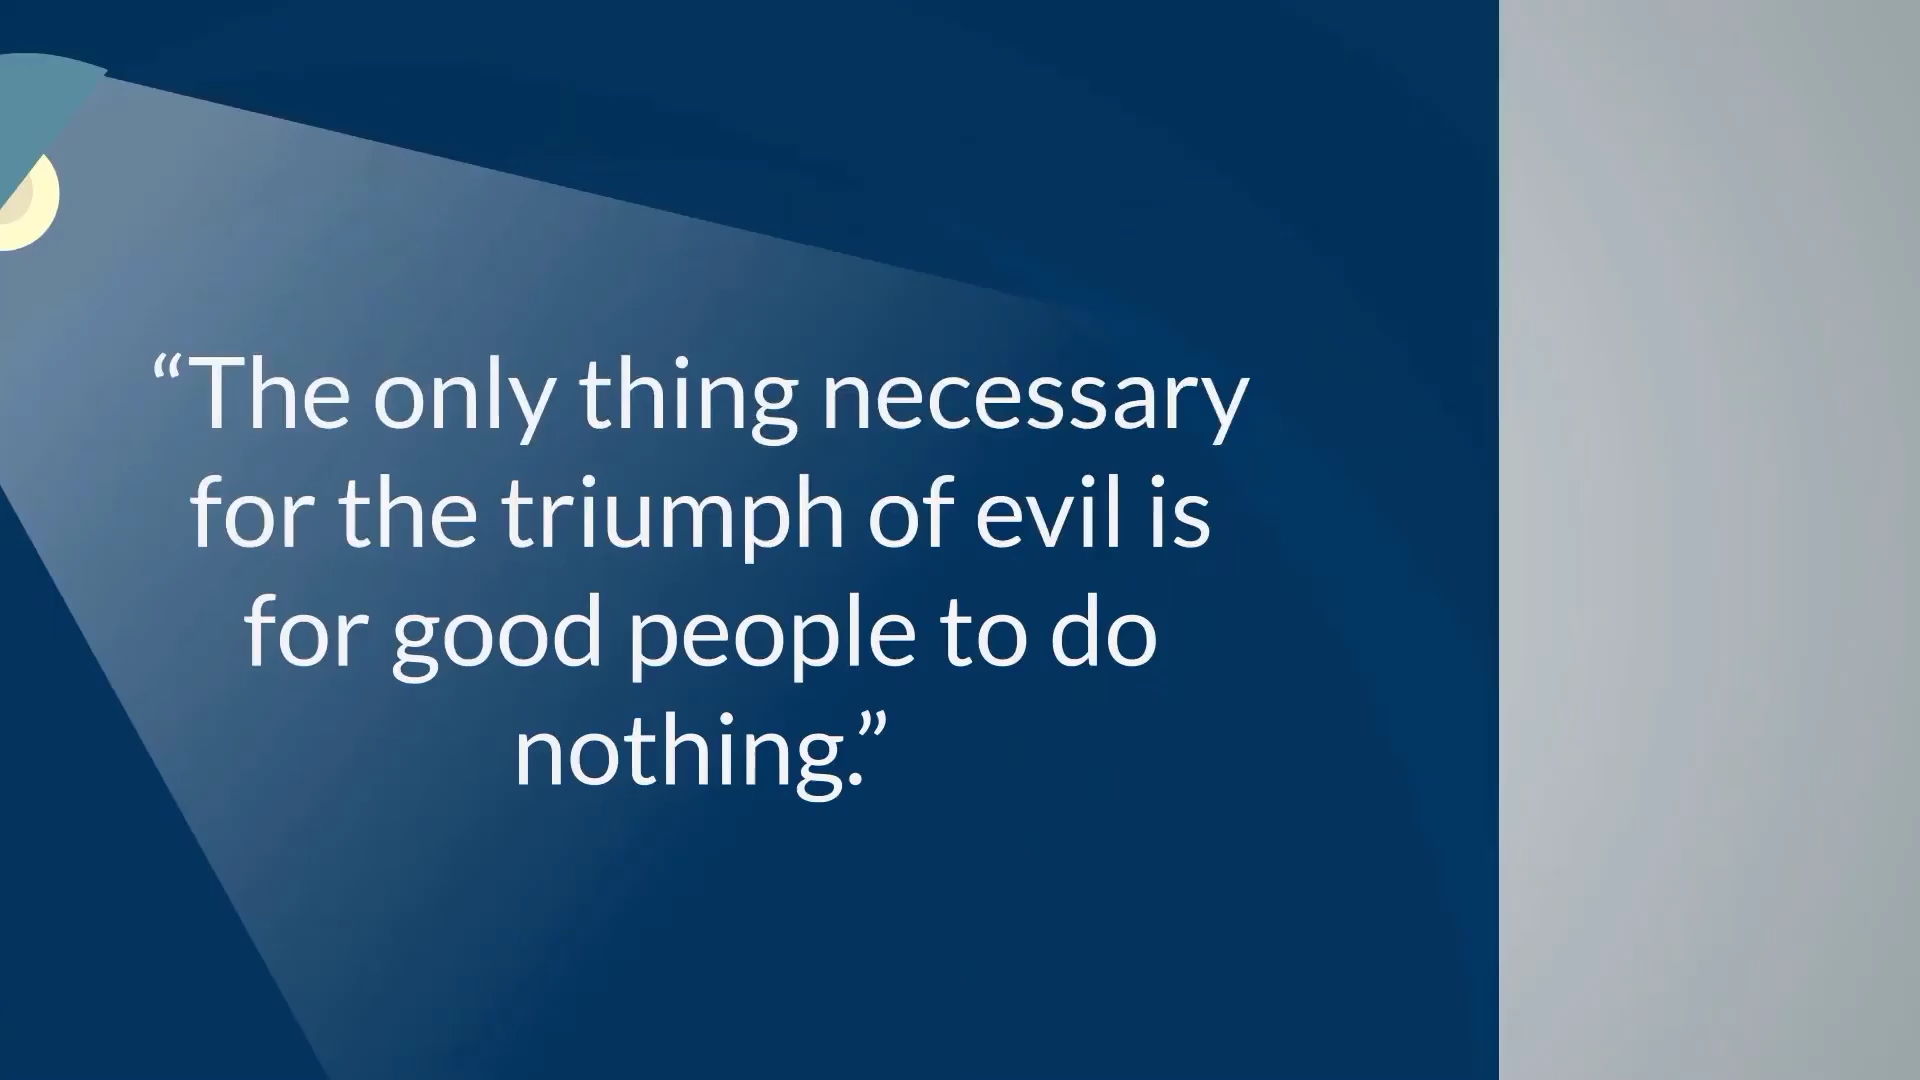 “The only thing necessary
for the triumph of evil is
for good people to do
nothing.”